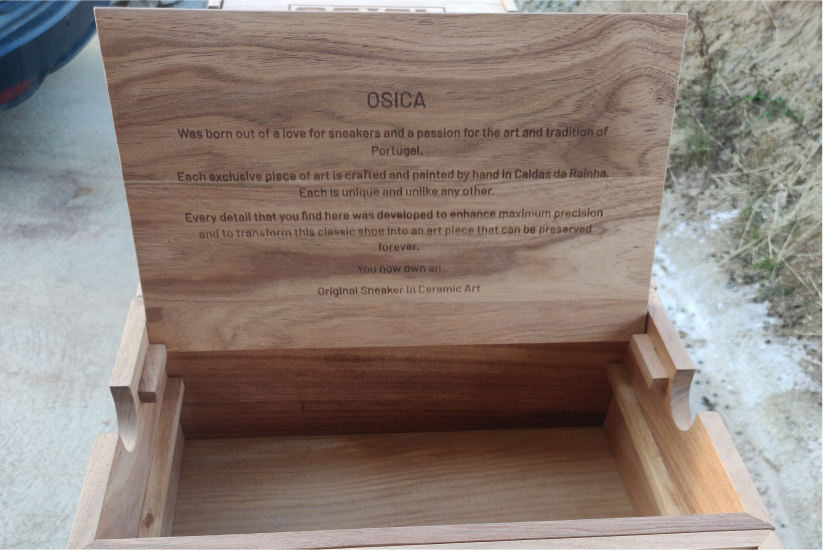 OSICA
Was born out of a love for sneakers and a passion for the art and tradition of
Portugal.
Each exclusive piece of art is crafted and painted by hand in Caldas da Rainha.
Each is unique and unlike any other.
Every detail that you find here was developed to enhance maximum precision
and to transform this classic shoe into an art piece that can be preserved
forever.
You now own an
Original Sneaker in Ceramic Art